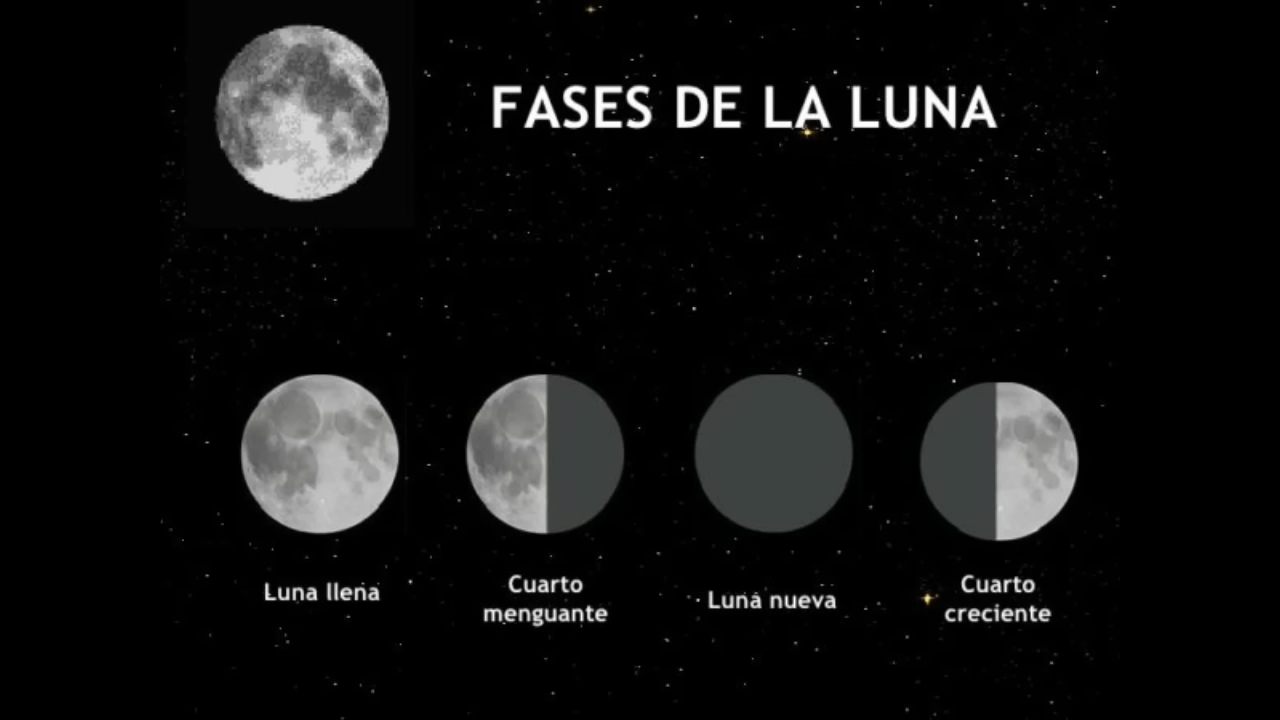 FASES DE LA LUNA
Luna llena
Cuarto
menguante
Luna nueva
Cuarto
creciente